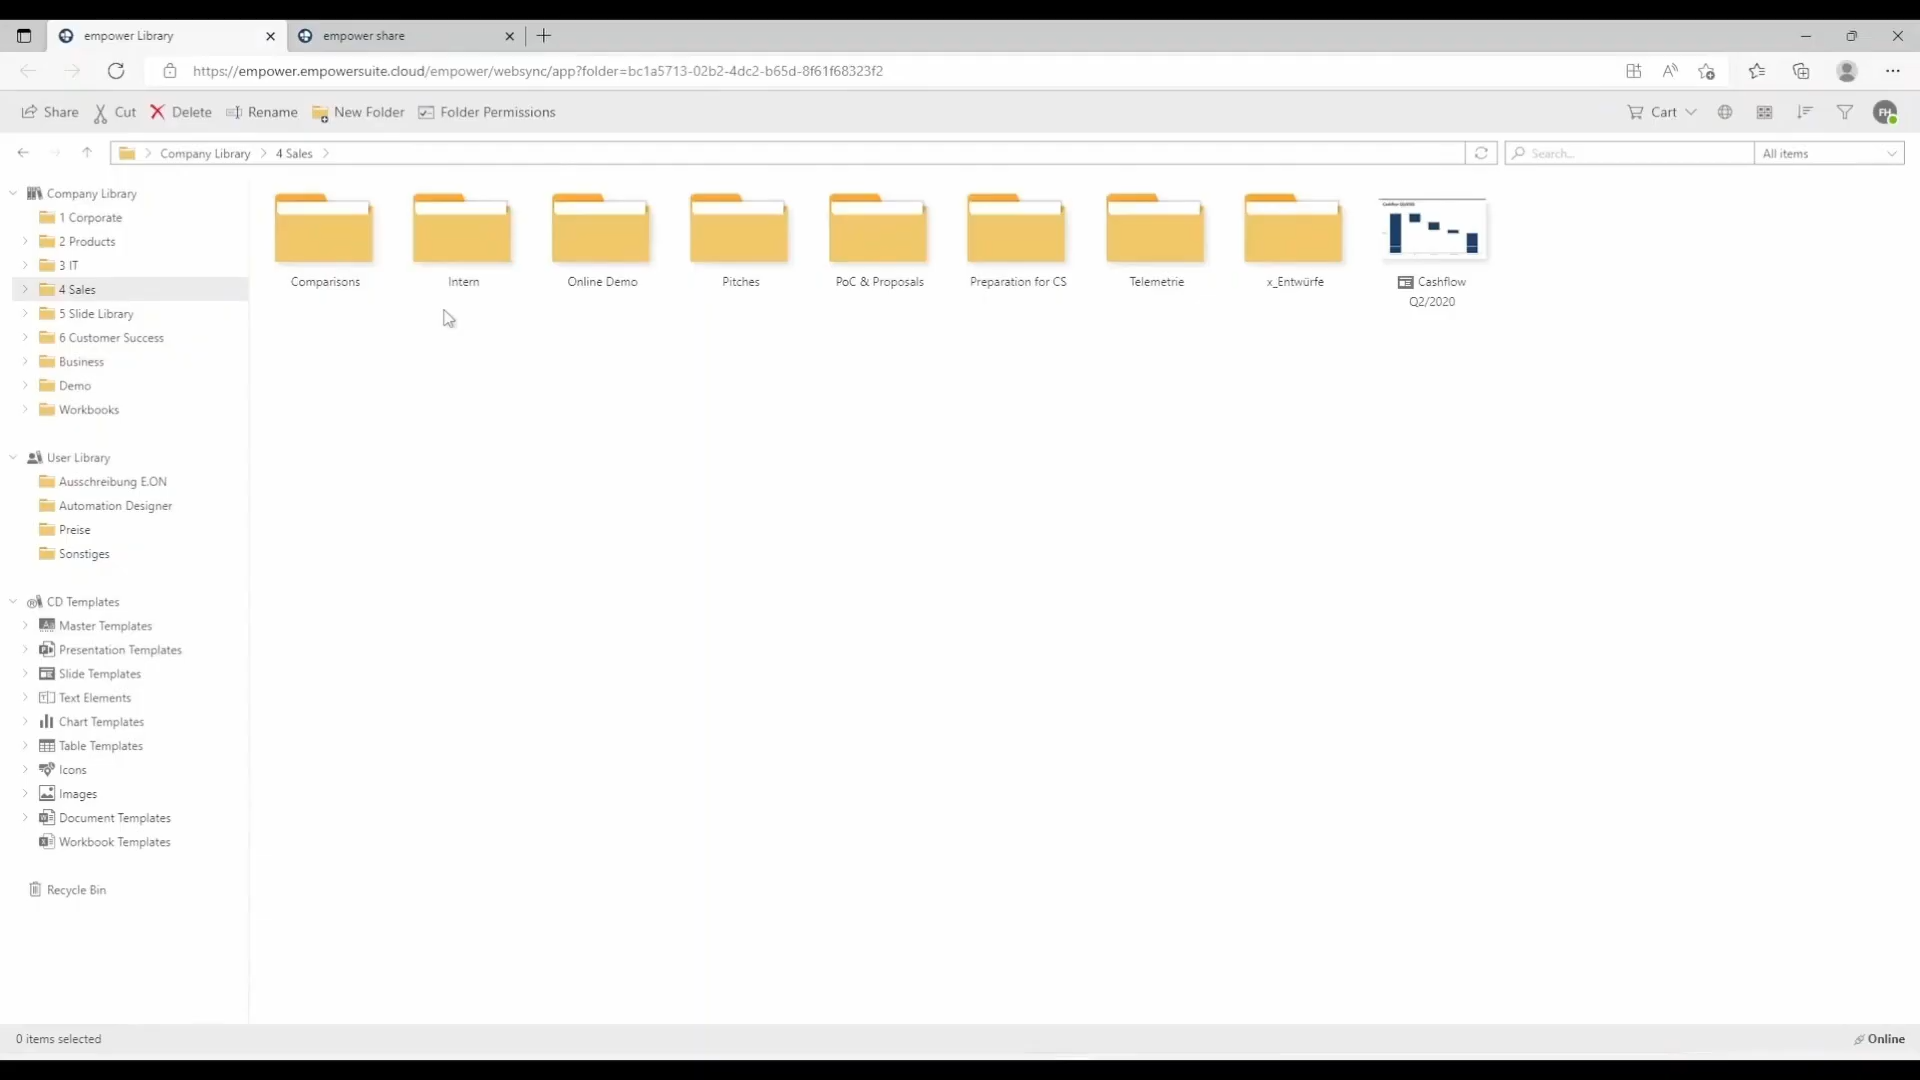 empower Library
empower share
https://empower.empowersuite.cloud/empower/websync/app?folder=bc1a5713-02b2-4dc2-b65d-8f61f68323f2
Share Cut Delete Rename New Folder Folder Permissions Cart FH
Company Library 4 Sales Search... All items
Company Library
1 Corporate
2 Products
3 IT
4 Sales
5 Slide Library
6 Customer Success
Business
Demo
Workbooks
User Library
Ausschreibung E.ON
Automation Designer
Preise
Sonstiges
CD Templates
Master Templates
Presentation Templates
Slide Templates
Text Elements
Chart Templates
Table Templates
Icons
Images
Document Templates
Workbook Templates
Recycle Bin
Comparisons
Intern
Online Demo
Pitches
PoC & Proposals
Preparation for CS
Telemetrie
x_Entwürfe
Cashflow
Q2/2020
0 items selected
Online